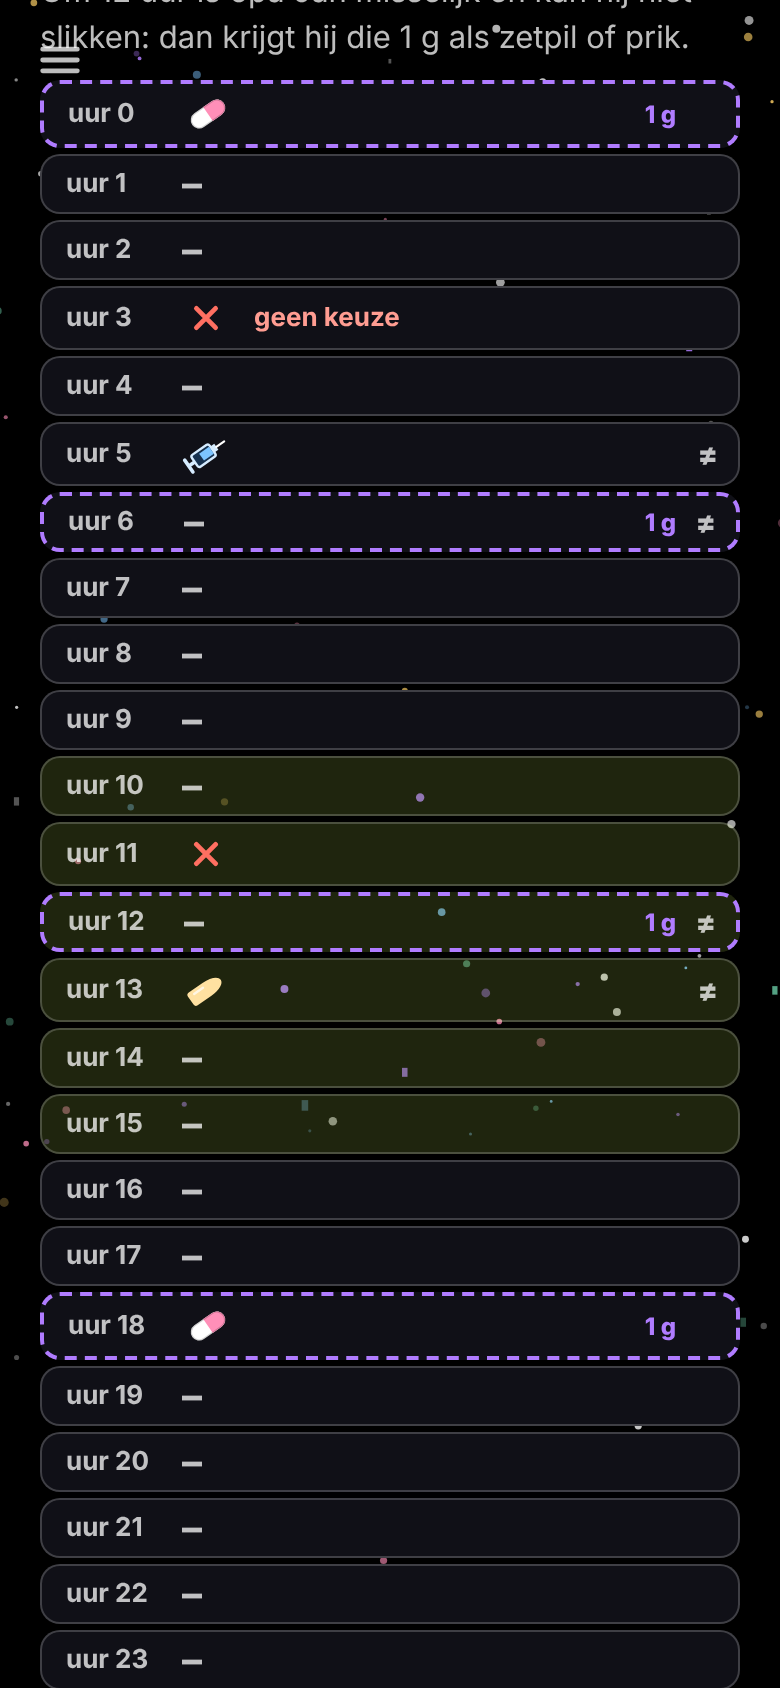 slikken: dan krijgt hij die 1 g als zetpil of prik.
uur 0 1 g
uur 1 –
uur 2 –
uur 3 ❌ geen keuze
uur 4 –
uur 5 ≠
uur 6 – 1 g ≠
uur 7 –
uur 8 –
uur 9 –
uur 10 –
uur 11 ❌
uur 12 – 1 g ≠
uur 13 ≠
uur 14 –
uur 15 –
uur 16 –
uur 17 –
uur 18 1 g
uur 19 –
uur 20 –
uur 21 –
uur 22 –
uur 23 –